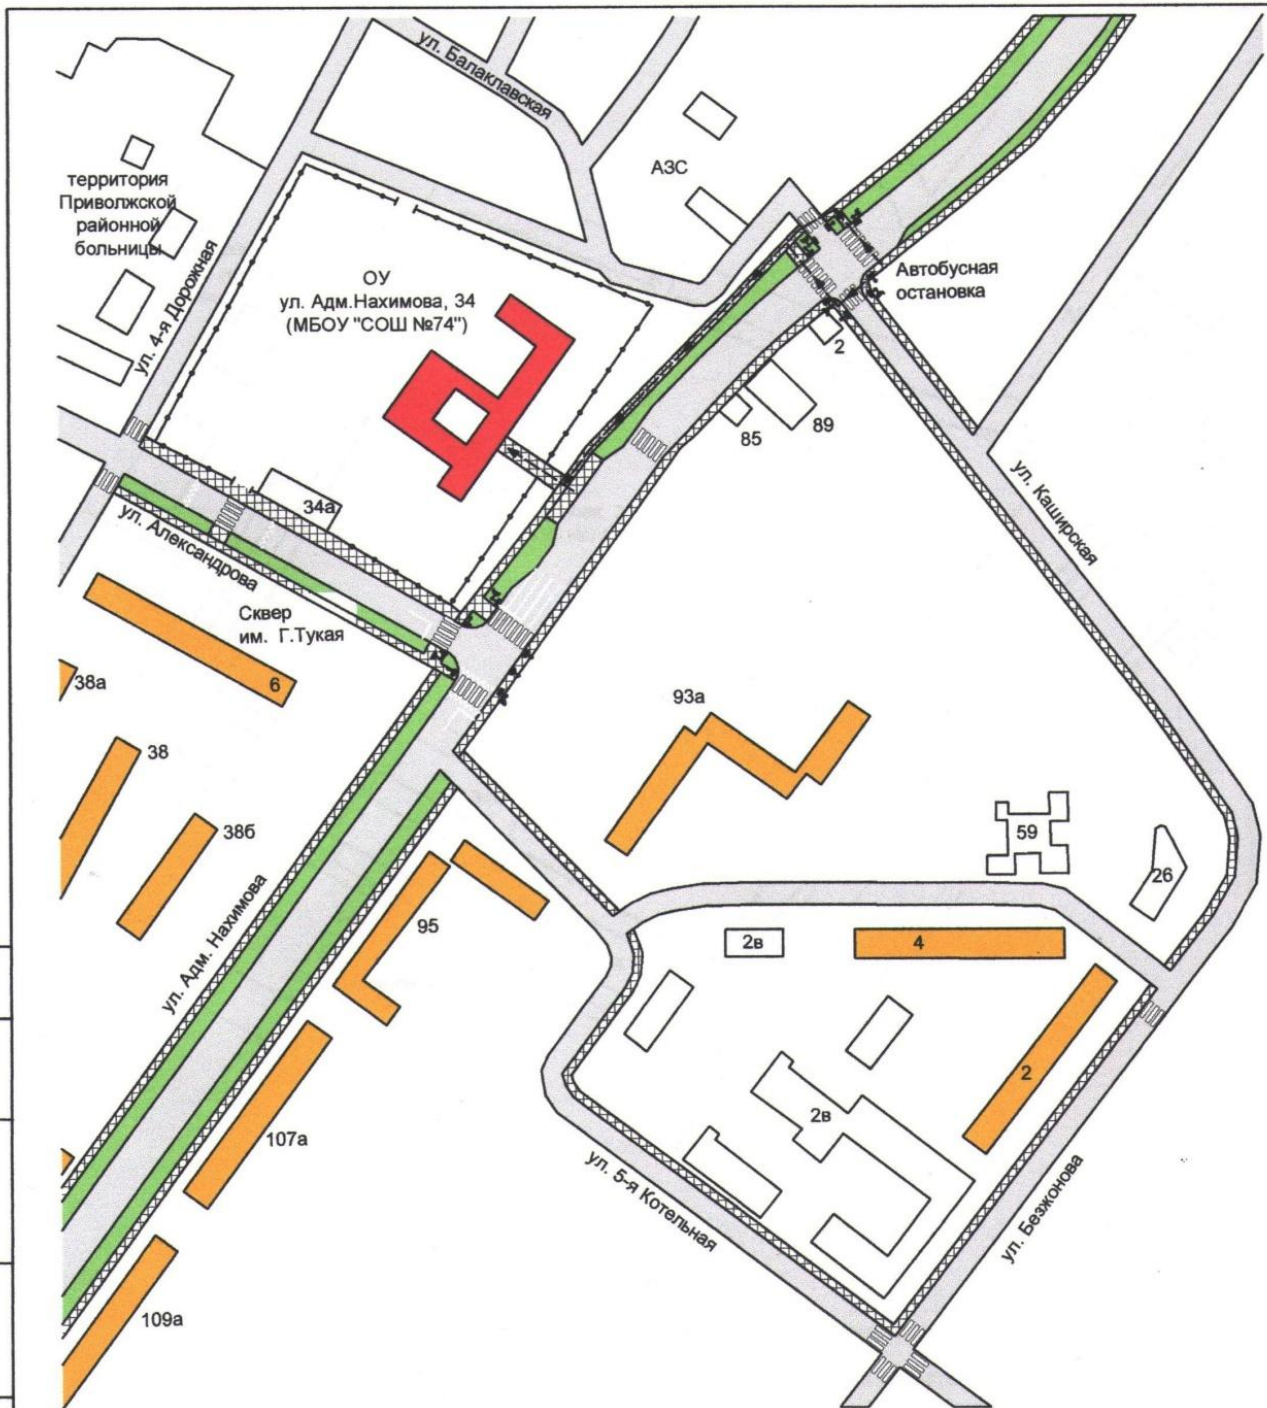 ул. Балаклавская
АЗС
территория
Приволжской
районной
больницы
ул. 4-я Дорожная
ОУ
ул. Адм.Нахимова, 34
(МБОУ "СОШ №74")
Автобусная
остановка
2
89
85
ул. Каширская
34а
ул. Александрова
Сквер
им. Г.Тукая
6
38а
38
38б
93а
59
26
ул. Адм. Нахимова
95
2в
4
2
2в
107а
ул. 5-я Котельная
ул. Безжонова
109а